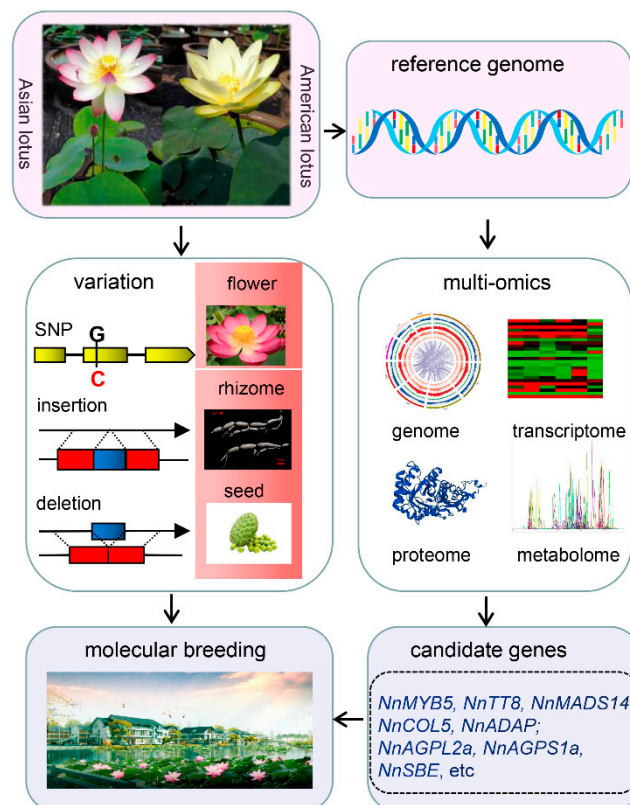 Asian lotus
American lotus
reference genome
variation
SNP
G
C
insertion
deletion
flower
rhizome
seed
multi-omics
genome
transcriptome
proteome
metabolome
molecular breeding
candidate genes
NnMYB5, NnTT8, NnMADS14
NnCOL5, NnADAP;
NnAGPL2a, NnAGPS1a,
NnSBE, etc